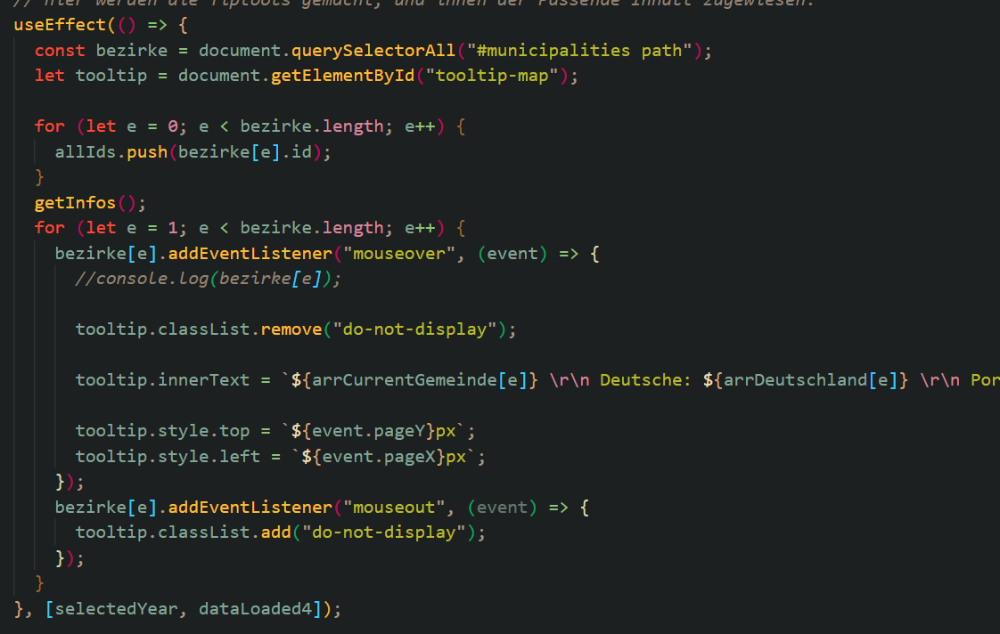 // Hier werden die Tiptools gemacht, und ihnen der Passende Inhalt zugewiesen.
useEffect(() => {
  const bezirke = document.querySelectorAll("#municipalities path");
  let tooltip = document.getElementById("tooltip-map");

  for (let e = 0; e < bezirke.length; e++) {
    allIds.push(bezirke[e].id);
  }
  getInfos();
  for (let e = 1; e < bezirke.length; e++) {
    bezirke[e].addEventListener("mouseover", (event) => {
      //console.log(bezirke[e]);

      tooltip.classList.remove("do-not-display");

      tooltip.innerText = `${arrCurrentGemeinde[e]} \r\n Deutsche: ${arrDeutschland[e]} \r\n Por

      tooltip.style.top = `${event.pageY}px`;
      tooltip.style.left = `${event.pageX}px`;
    });
    bezirke[e].addEventListener("mouseout", (event) => {
      tooltip.classList.add("do-not-display");
    });
  }
}, [selectedYear, dataLoaded4]);